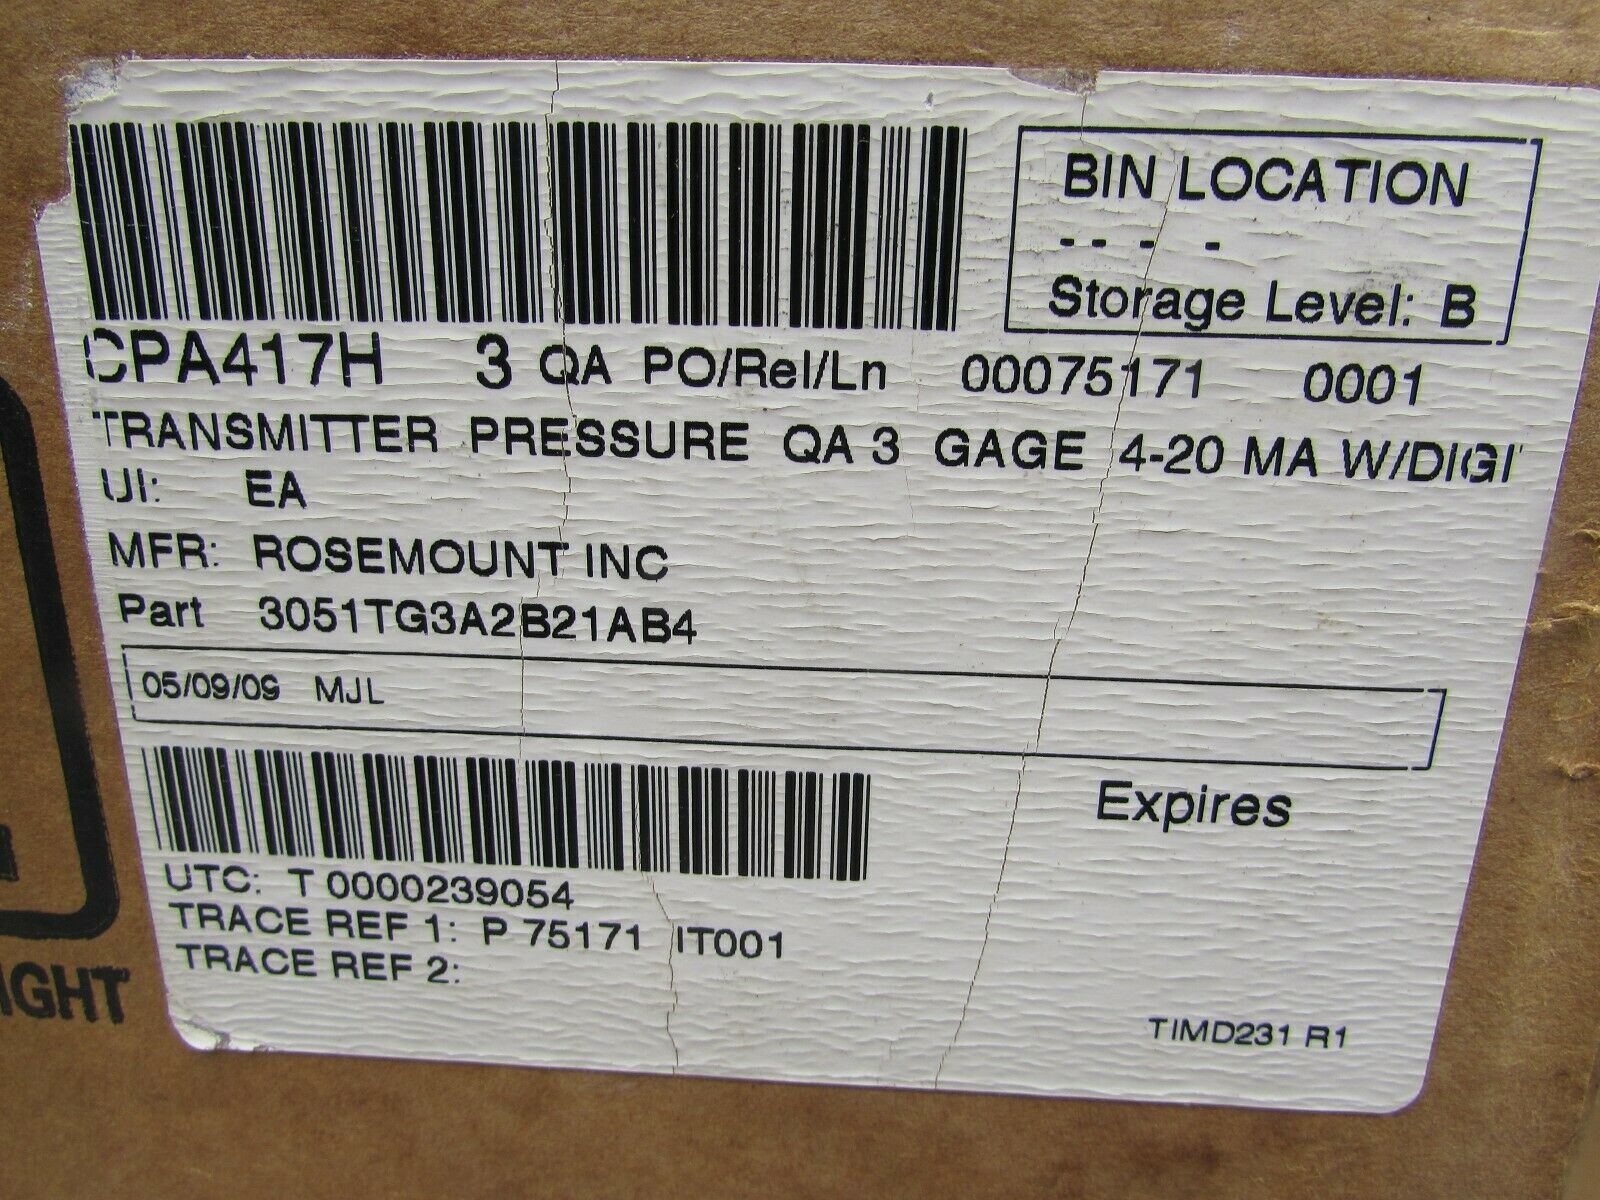 BIN LOCATION
-- - -
Storage Level: B
CPA417H 3 QA PO/Rel/Ln 00075171 0001
TRANSMITTER PRESSURE QA 3 GAGE 4-20 MA W/DIGI
UI: EA
MFR: ROSEMOUNT INC
Part 3051TG3A2B21AB4
05/09/09 MJL
Expires
UTC: T 0000239054
TRACE REF 1: P 75171 IT001
TRACE REF 2:
TIMD231 R1
IGHT